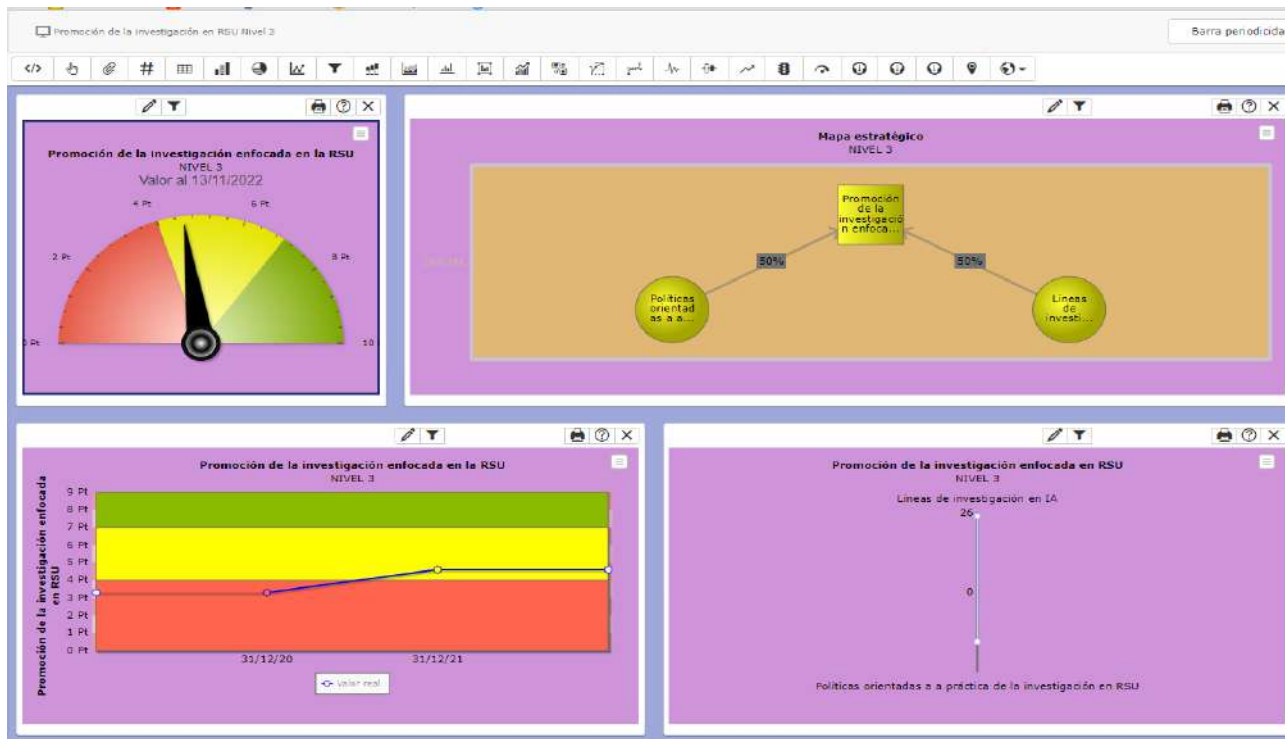 Promoción de la investigación en RSU Nivel 2
Barra periodicida
</>
#
Promoción de la investigación enfocada en la RSU
NIVEL 3
Valor al 13/11/2022
0 Pt
2 Pt
4 Pt
6 Pt
8 Pt
10
Mapa estratégico
NIVEL 3
Promoción
de la
investigació
n enfoca...
50%
50%
Políticas
orientad
as a a...
Líneas
de
investi...
Promoción de la investigación enfocada en la RSU
NIVEL 3
Promoción de la investigación enfocada
en RSU
9 Pt
8 Pt
7 Pt
6 Pt
5 Pt
4 Pt
3 Pt
2 Pt
1 Pt
0 Pt
31/12/20
31/12/21
Valor real
Promoción de la investigación enfocada en RSU
NIVEL 3
Líneas de investigación en IA
26
0
Políticas orientadas a a práctica de la investigación en RSU